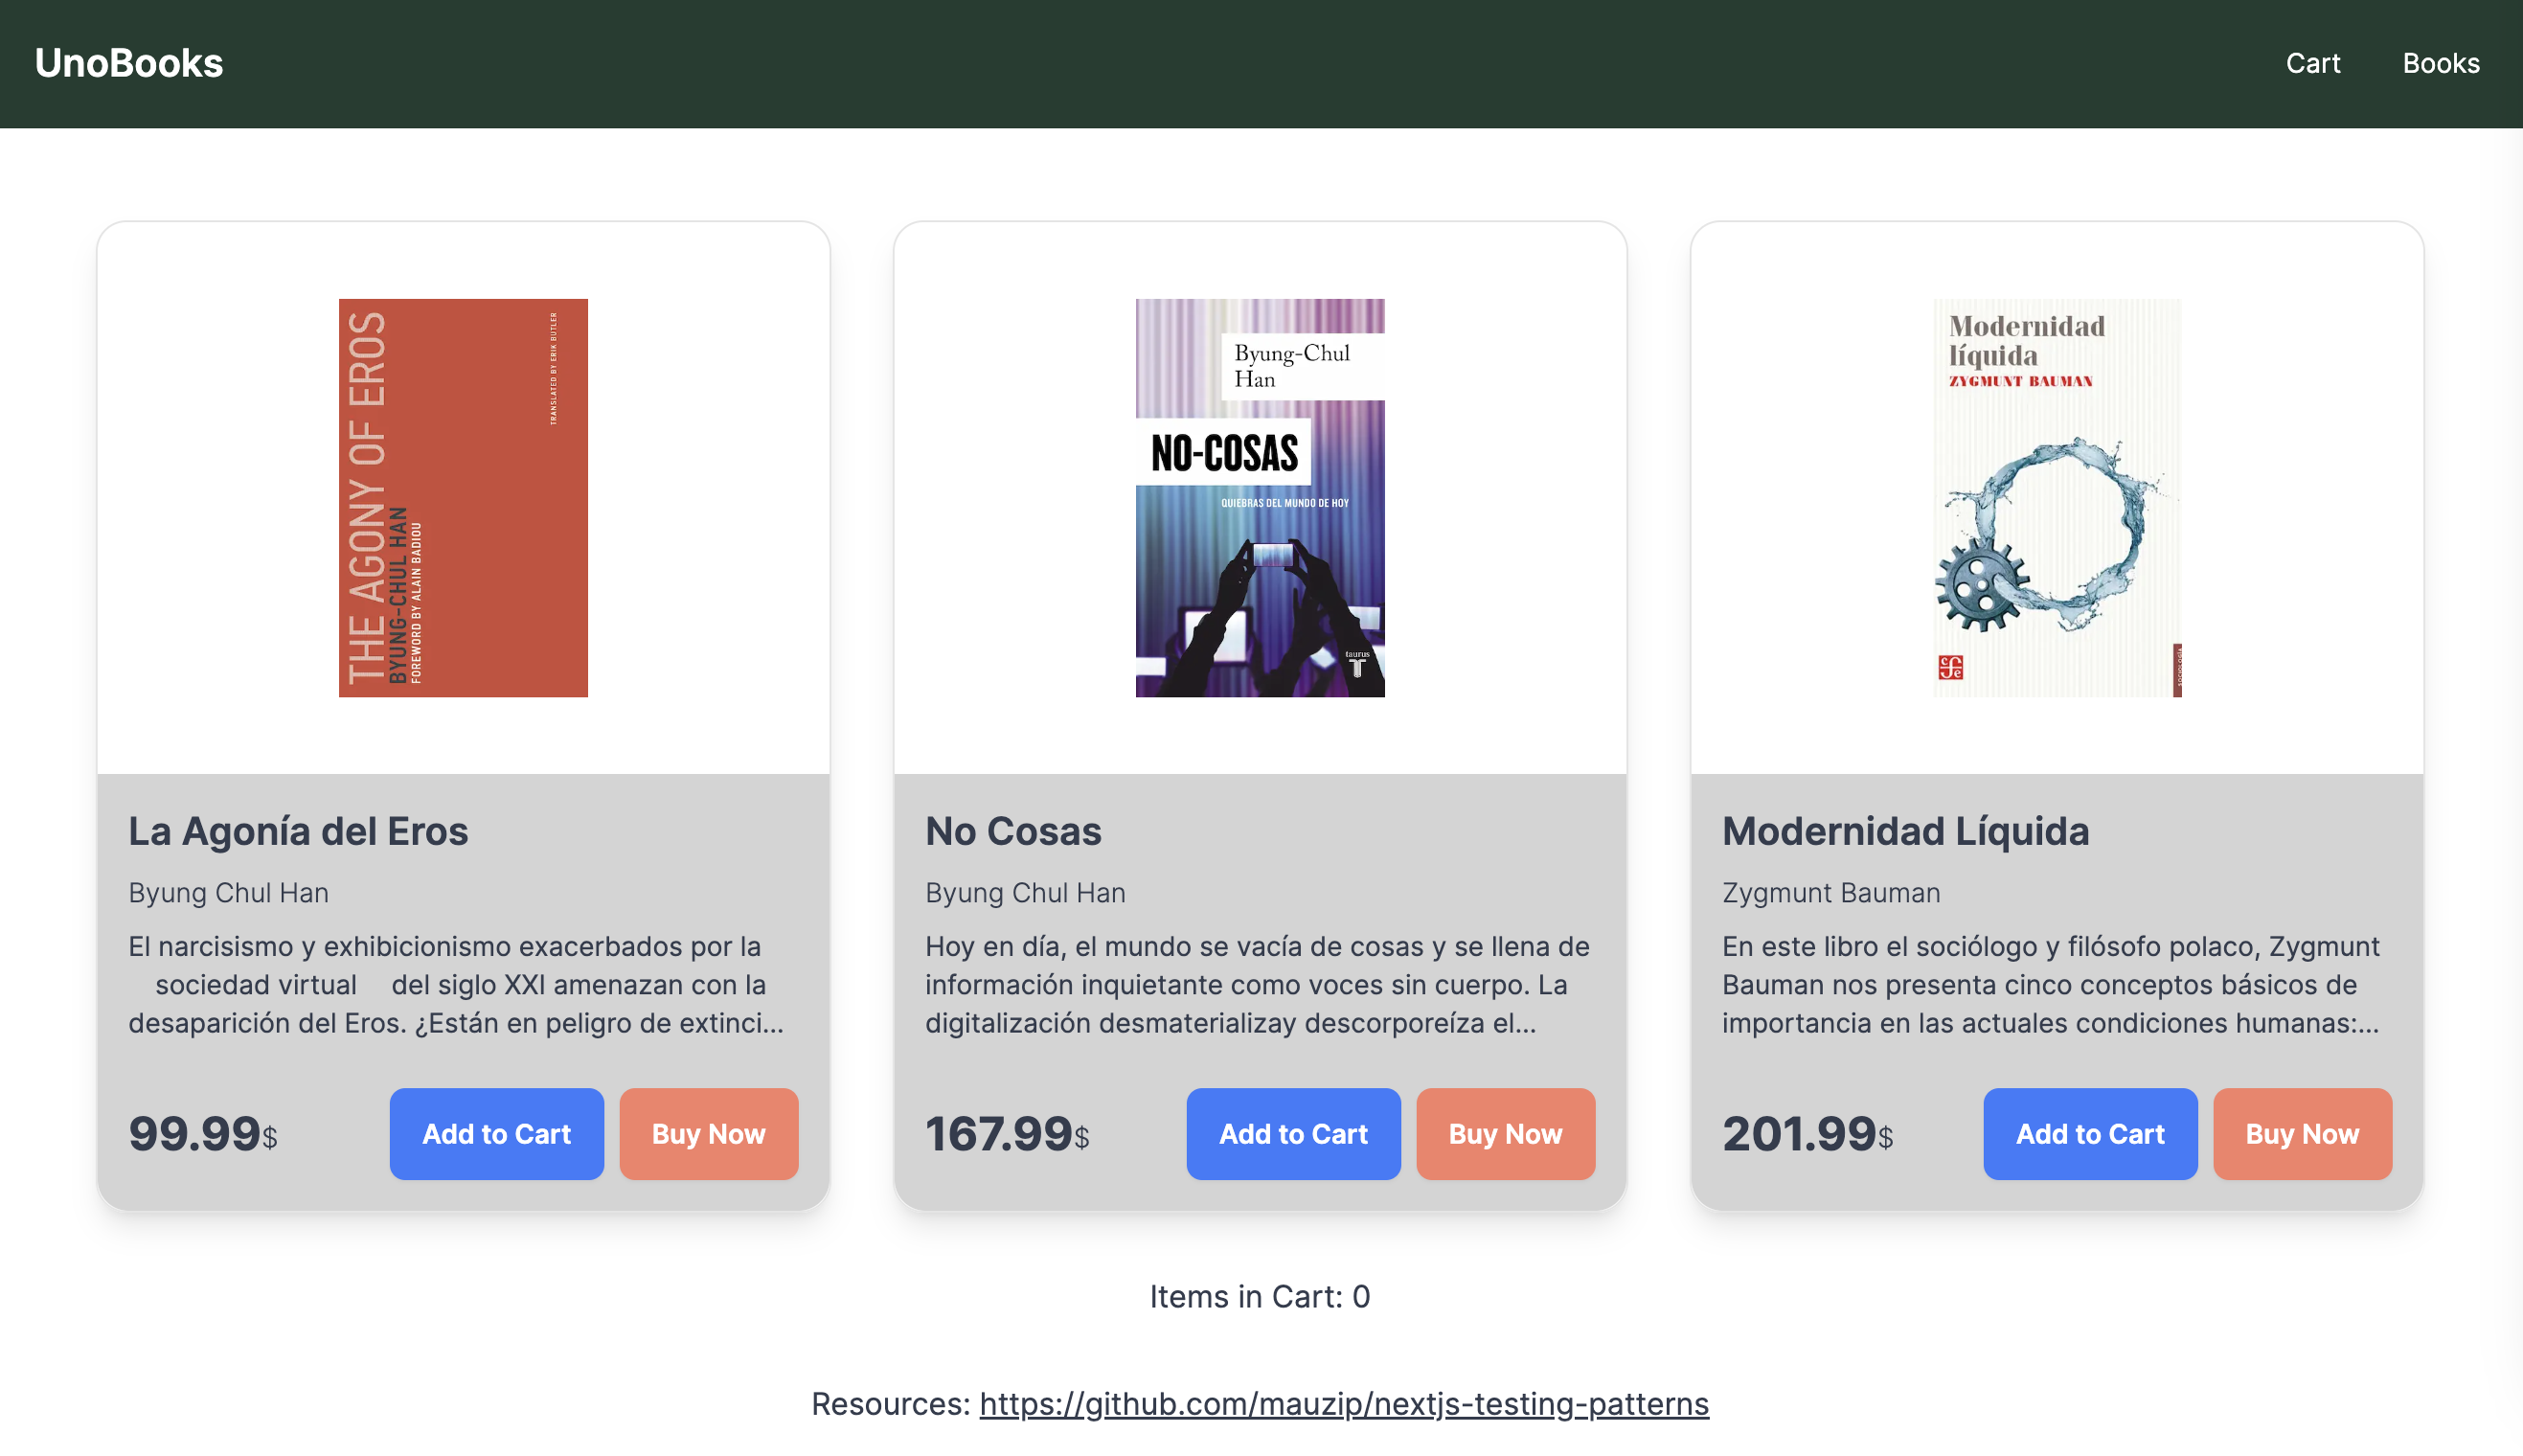 UnoBooks
Cart
Books
THE AGONY OF EROS
BYUNG-CHUL HAN
FOREWORD BY ALAIN BADIOU
TRANSLATED BY ERIK BUTLER
La Agonía del Eros
Byung Chul Han
El narcisismo y exhibicionismo exacerbados por la
sociedad virtual del siglo XXI amenazan con la
desaparición del Eros. ¿Están en peligro de extinci...
99.99$
Add to Cart
Buy Now
Byung-Chul
Han
NO-COSAS
QUIEBRAS DEL MUNDO DE HOY
taurus
T
No Cosas
Byung Chul Han
Hoy en día, el mundo se vacía de cosas y se llena de
información inquietante como voces sin cuerpo. La
digitalización desmaterializay descorporeíza el...
167.99$
Add to Cart
Buy Now
Modernidad
líquida
ZYGMUNT BAUMAN
cfe
SOCIOLOGÍA
Modernidad Líquida
Zygmunt Bauman
En este libro el sociólogo y filósofo polaco, Zygmunt
Bauman nos presenta cinco conceptos básicos de
importancia en las actuales condiciones humanas:...
201.99$
Add to Cart
Buy Now
Items in Cart: 0
Resources: https://github.com/mauzip/nextjs-testing-patterns